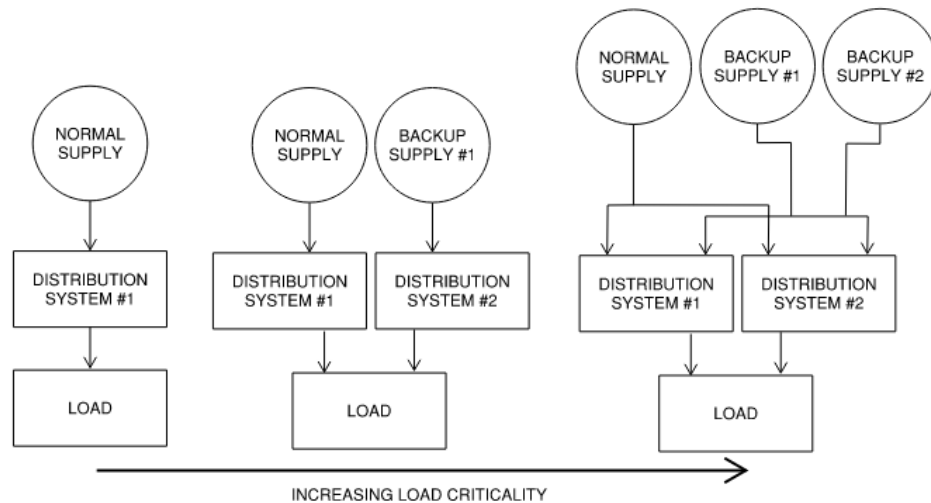 NORMAL
SUPPLY
DISTRIBUTION
SYSTEM #1
LOAD
NORMAL
SUPPLY
BACKUP
SUPPLY #1
DISTRIBUTION
SYSTEM #1
DISTRIBUTION
SYSTEM #2
LOAD
NORMAL
SUPPLY
BACKUP
SUPPLY #1
BACKUP
SUPPLY #2
DISTRIBUTION
SYSTEM #1
DISTRIBUTION
SYSTEM #2
LOAD
INCREASING LOAD CRITICALITY